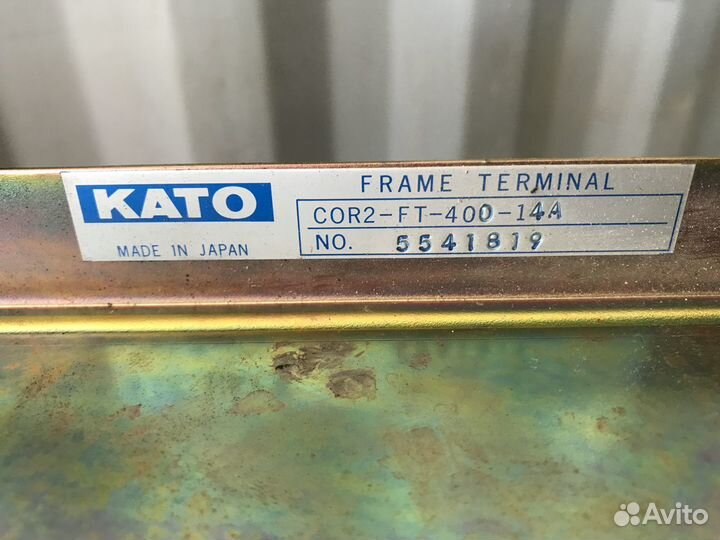 KATO
MADE IN JAPAN
FRAME TERMINAL
COR2-FT-400-14A
NO. 5541819
Avito